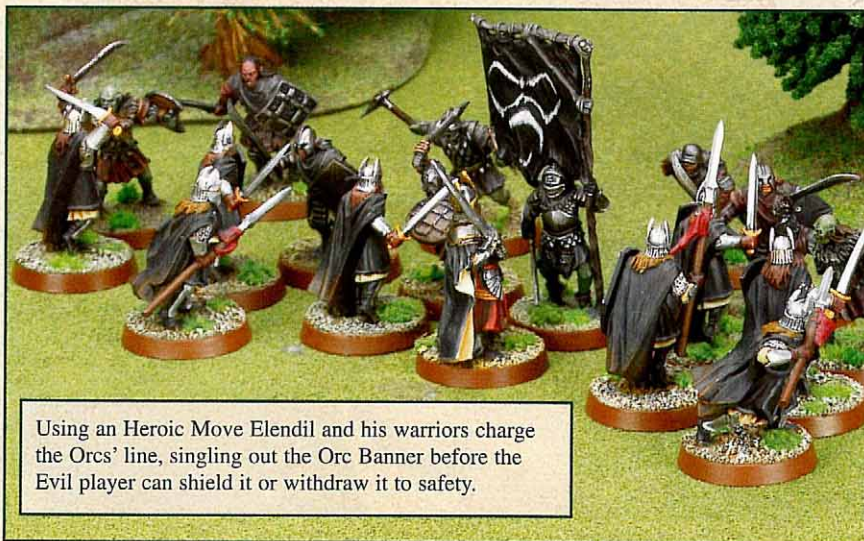 Using an Heroic Move Elendil and his warriors charge
the Orcs' line, singling out the Orc Banner before the
Evil player can shield it or withdraw it to safety.